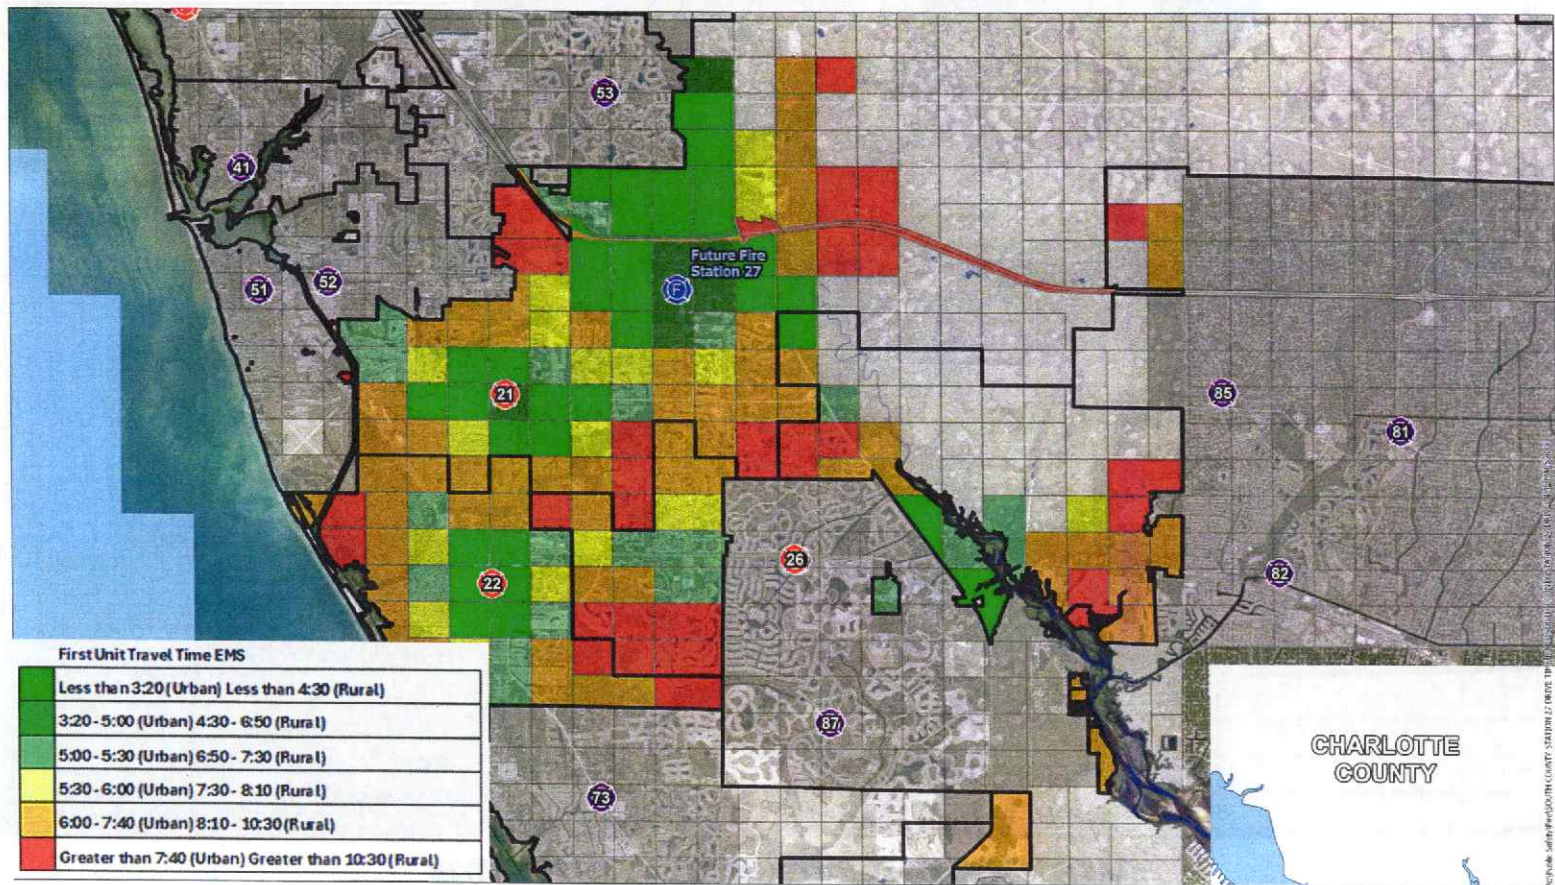 53
41
Future Fire
Station 27
F
51
52
21
85
81
26
22
82
87
73
CHARLOTTE
COUNTY
First Unit Travel Time EMS
Less than 3:20 (Urban) Less than 4:30 (Rural)
3:20 - 5:00 (Urban) 4:30 - 6:50 (Rural)
5:00 - 5:30 (Urban) 6:50 - 7:30 (Rural)
5:30 - 6:00 (Urban) 7:30 - 8:10 (Rural)
6:00 - 7:40 (Urban) 8:10 - 10:30 (Rural)
Greater than 7:40 (Urban) Greater than 10:30 (Rural)